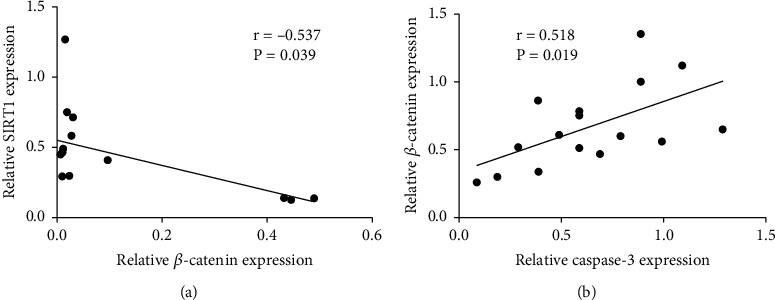 1.5
1.0
0.5
0.0
Relative SIRT1 expression
r = –0.537
P = 0.039
0.0 0.2 0.4 0.6
Relative β-catenin expression
(a)
1.5
1.0
0.5
0.0
Relative β-catenin expression
r = 0.518
P = 0.019
0.0 0.5 1.0 1.5
Relative caspase-3 expression
(b)